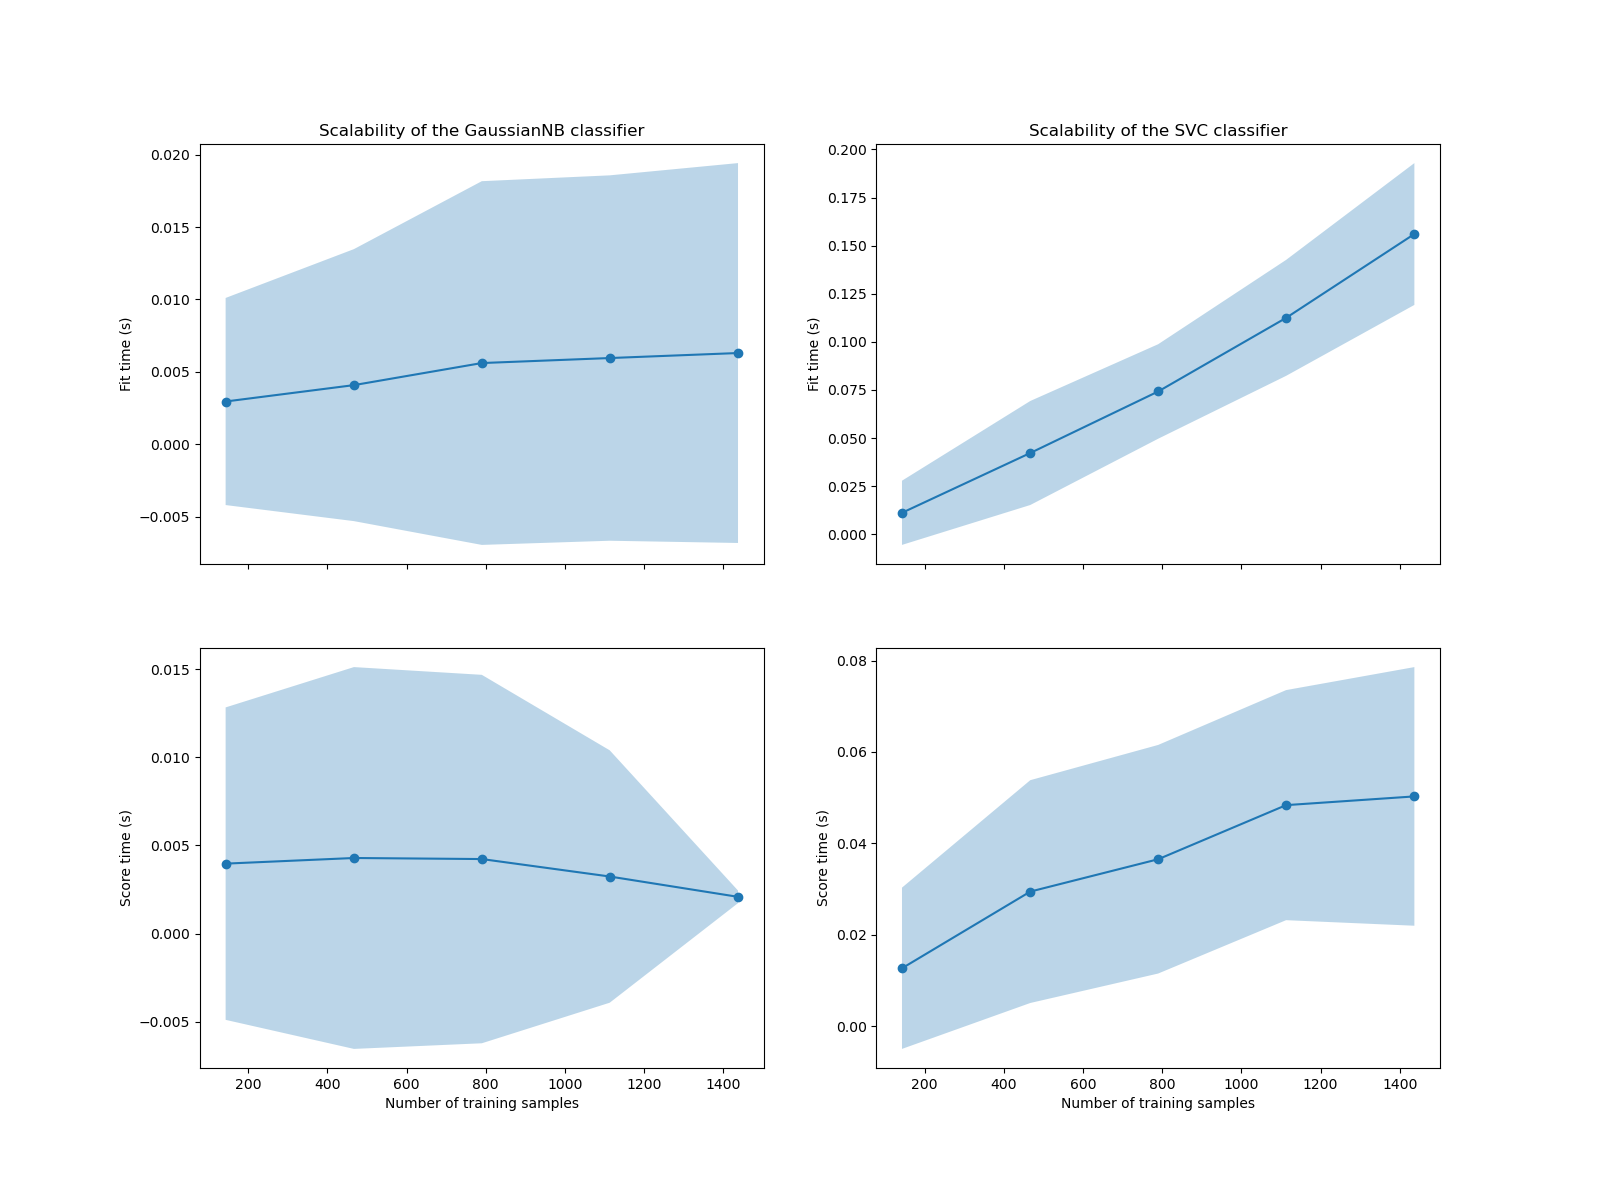 Scalability of the GaussianNB classifier
0.020
0.015
0.010
0.005
0.000
−0.005
Fit time (s)
Scalability of the SVC classifier
0.200
0.175
0.150
0.125
0.100
0.075
0.050
0.025
0.000
Fit time (s)
0.015
0.010
0.005
0.000
−0.005
Score time (s)
200 400 600 800 1000 1200 1400
Number of training samples
0.08
0.06
0.04
0.02
0.00
Score time (s)
200 400 600 800 1000 1200 1400
Number of training samples